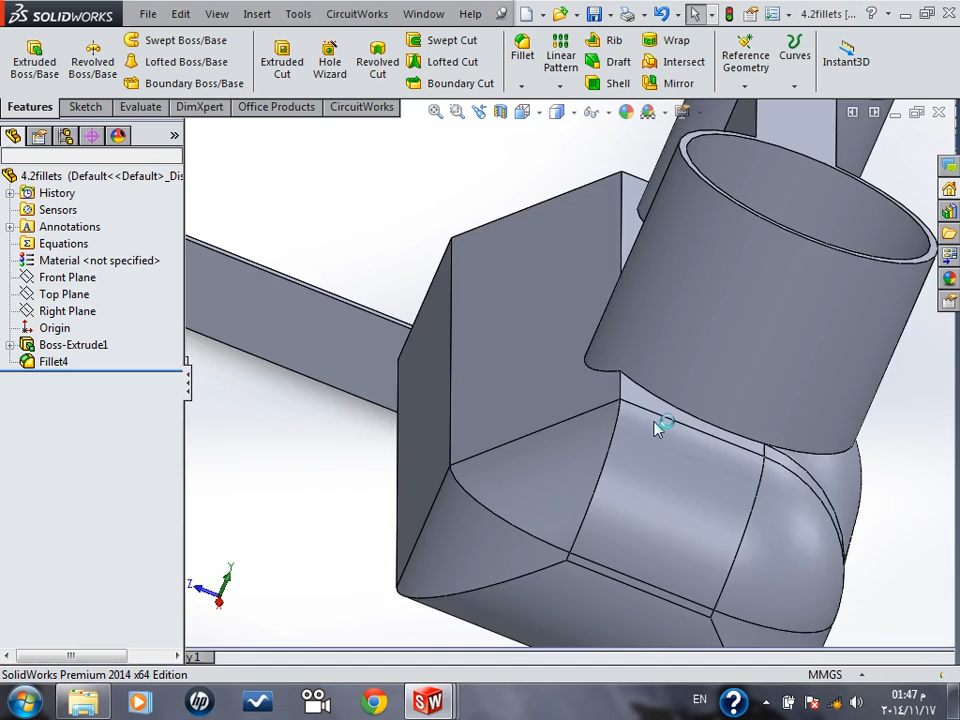 SOLIDWORKS File Edit View Insert Tools CircuitWorks Window Help 4.2fillets [...
Extruded Boss/Base Revolved Boss/Base Swept Boss/Base Lofted Boss/Base Boundary Boss/Base Extruded Cut Hole Wizard Revolved Cut Swept Cut Lofted Cut Boundary Cut Fillet Linear Pattern Rib Draft Shell Wrap Intersect Mirror Reference Geometry Curves Instant3D
Features Sketch Evaluate DimXpert Office Products CircuitWorks
4.2fillets (Default<<Default>_Dis
History
Sensors
Annotations
Equations
Material <not specified>
Front Plane
Top Plane
Right Plane
Origin
Boss-Extrude1
Fillet4
Y
Z
y1
SolidWorks Premium 2014 x64 Edition MMGS
EN 01:47 م
٢٠١٤/١١/١٧